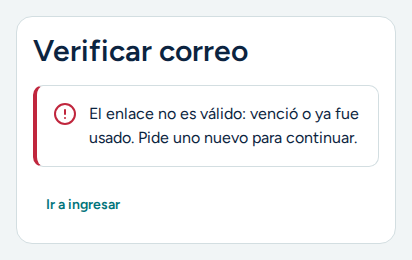 Verificar correo
El enlace no es válido: venció o ya fue
usado. Pide uno nuevo para continuar.
Ir a ingresar